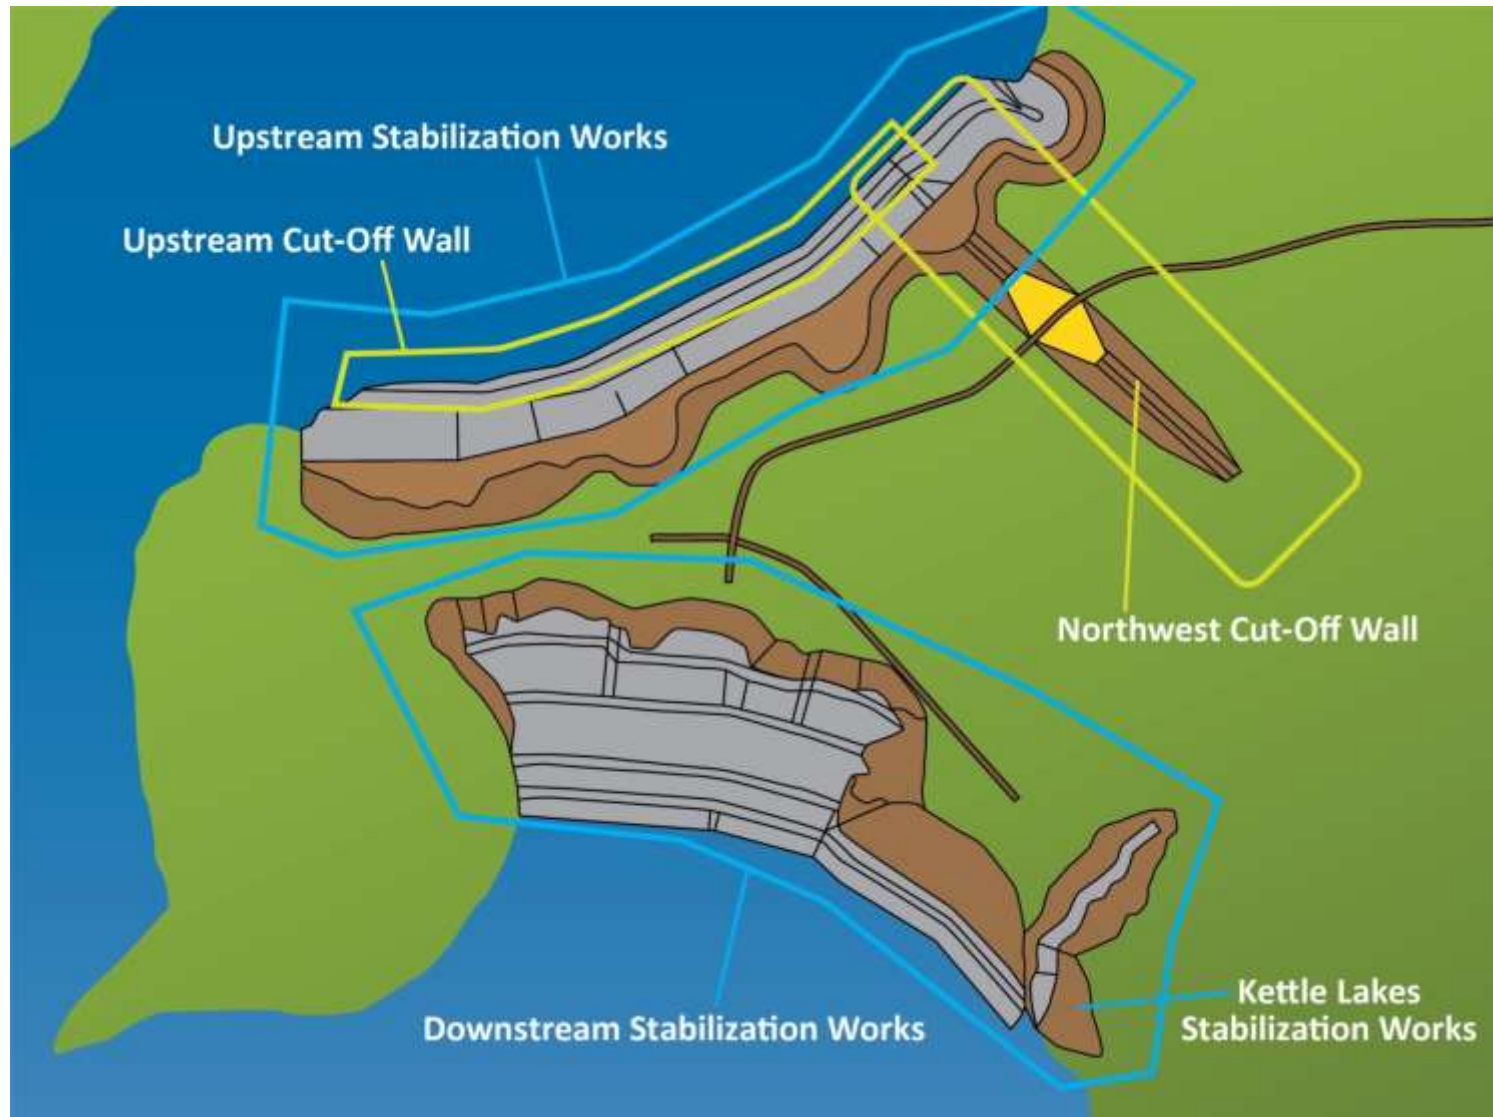 Upstream Stabilization Works
Upstream Cut-Off Wall
Northwest Cut-Off Wall
Downstream Stabilization Works
Kettle Lakes
Stabilization Works